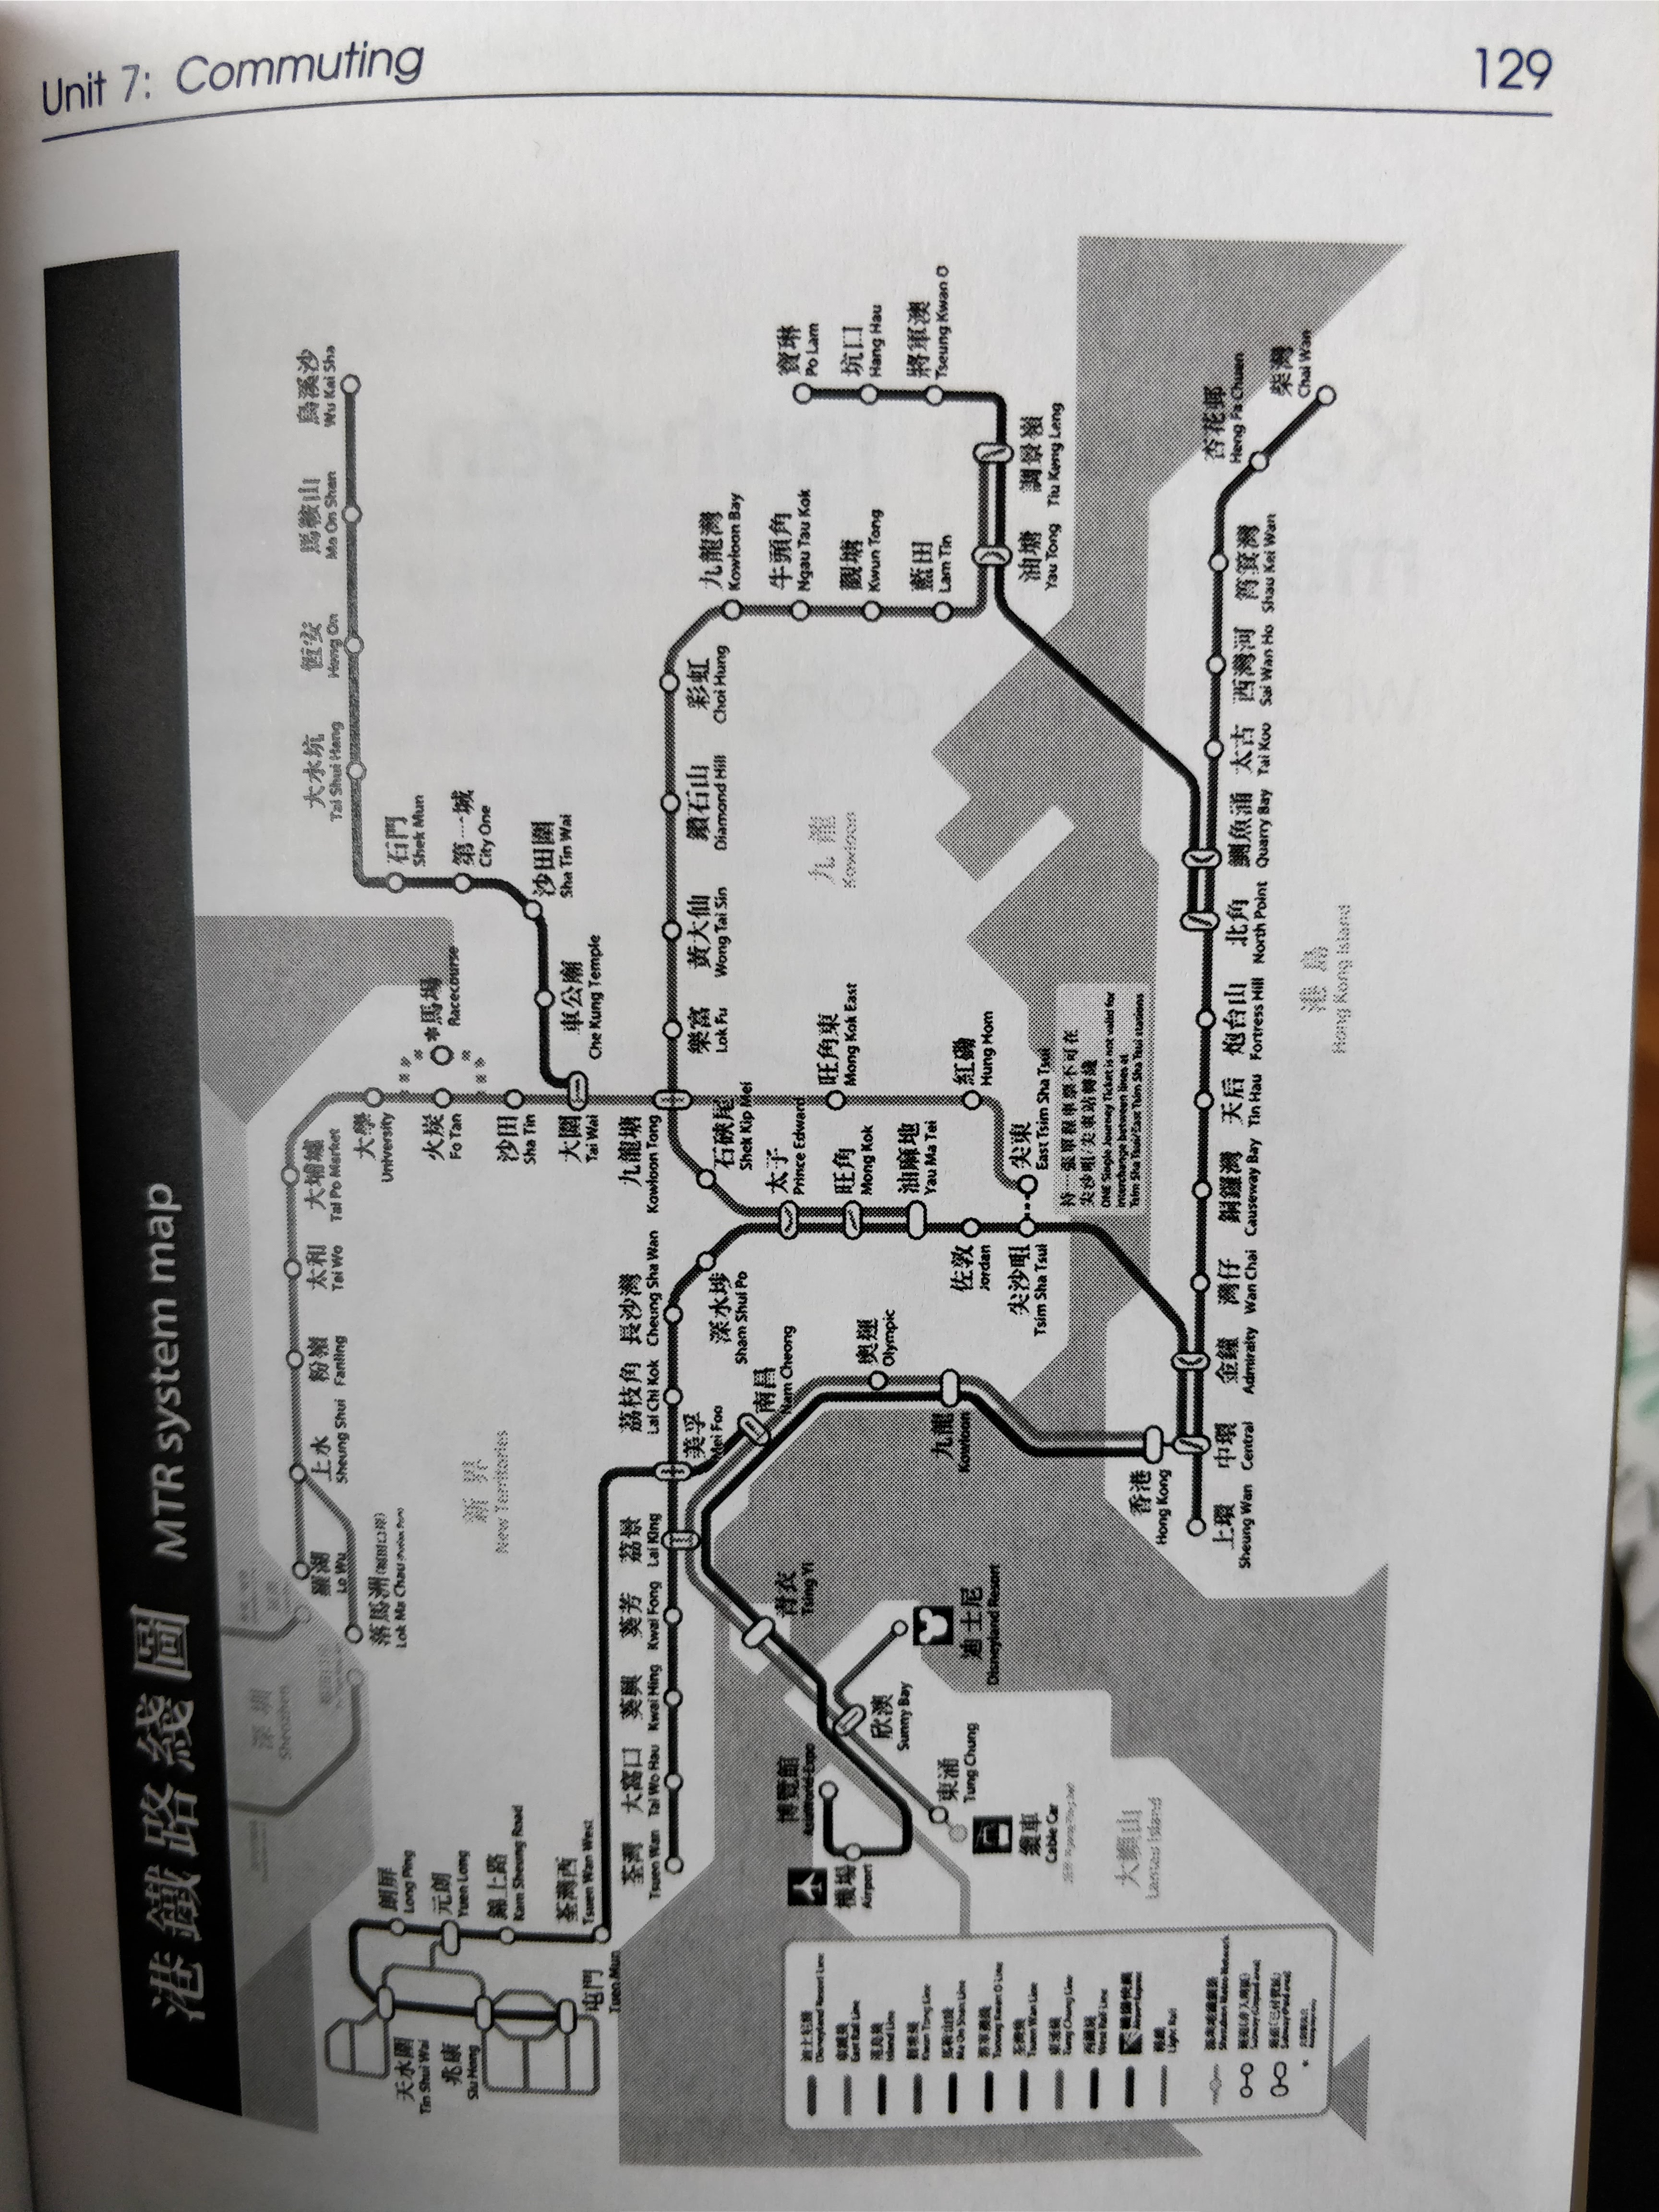 Unit 7: Commuting
129
港鐵路綫圖 MTR system map
烏溪沙
Wu Kai Sha
馬鞍山
Ma On Shan
恆安
Heng On
大水坑
Tai Shui Hang
石門
Shek Mun
第一城
City One
沙田圍
Sha Tin Wai
車公廟
Che Kung Temple
大圍
Tai Wai
羅湖
Lo Wu
落馬洲
Lok Ma Chau
上水
Sheung Shui
粉嶺
Fanling
太和
Tai Wo
大埔墟
Tai Po Market
大學
University
火炭
Fo Tan
*馬場
Racecourse
沙田
Sha Tin
九龍塘
Kowloon Tong
旺角東
Mong Kok East
紅磡
Hung Hom
尖東
East Tsim Sha Tsui
深圳
Shenzhen
新界
New Territories
九龍
Kowloon
港島
Hong Kong Island
大嶼山
Lantau Island
寶琳
Po Lam
坑口
Hang Hau
將軍澳
Tseung Kwan O
調景嶺
Tiu Keng Leng
油塘
Yau Tong
藍田
Lam Tin
觀塘
Kwun Tong
牛頭角
Ngau Tau Kok
九龍灣
Kowloon Bay
彩虹
Choi Hung
鑽石山
Diamond Hill
黃大仙
Wong Tai Sin
樂富
Lok Fu
石硤尾
Shek Kip Mei
太子
Prince Edward
旺角
Mong Kok
油麻地
Yau Ma Tei
佐敦
Jordan
尖沙咀
Tsim Sha Tsui
持一張單程車票不可在
尖沙咀/尖東站轉綫
ONE Single Journey Ticket is not valid for
interchange between lines at
Tsim Sha Tsui/East Tsim Sha Tsui stations
荃灣
Tsuen Wan
大窩口
Tai Wo Hau
葵興
Kwai Hing
葵芳
Kwai Fong
荔景
Lai King
美孚
Mei Foo
荔枝角
Lai Chi Kok
長沙灣
Cheung Sha Wan
深水埗
Sham Shui Po
南昌
Nam Cheong
奧運
Olympic
九龍
Kowloon
香港
Hong Kong
青衣
Tsing Yi
欣澳
Sunny Bay
迪士尼
Disneyland Resort
東涌
Tung Chung
纜車
Cable Car
博覽館
AsiaWorld-Expo
機場
Airport
朗屏
Long Ping
元朗
Yuen Long
錦上路
Kam Sheung Road
荃灣西
Tsuen Wan West
天水圍
Tin Shui Wai
兆康
Siu Hong
屯門
Tuen Mun
上環
Sheung Wan
中環
Central
金鐘
Admiralty
灣仔
Wan Chai
銅鑼灣
Causeway Bay
天后
Tin Hau
炮台山
Fortress Hill
北角
North Point
鰂魚涌
Quarry Bay
太古
Tai Koo
西灣河
Sai Wan Ho
筲箕灣
Shau Kei Wan
杏花邨
Heng Fa Chuen
柴灣
Chai Wan
迪士尼綫
Disneyland Resort Line
東鐵綫
East Rail Line
港島綫
Island Line
觀塘綫
Kwun Tong Line
馬鞍山綫
Ma On Shan Line
將軍澳綫
Tseung Kwan O Line
荃灣綫
Tsuen Wan Line
東涌綫
Tung Chung Line
西鐵綫
West Rail Line
機場快綫
Airport Express
輕鐵
Light Rail
Shenzhen Metro Network